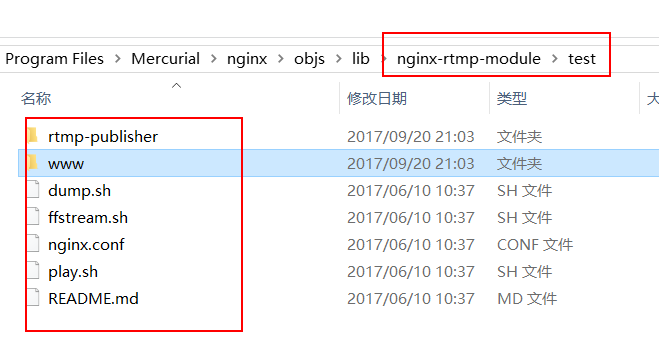 Program Files > Mercurial > nginx > objs > lib > nginx-rtmp-module > test
名称 修改日期 类型 大
rtmp-publisher 2017/09/20 21:03 文件夹
www 2017/09/20 21:03 文件夹
dump.sh 2017/06/10 10:37 SH 文件
ffstream.sh 2017/06/10 10:37 SH 文件
nginx.conf 2017/06/10 10:37 CONF 文件
play.sh 2017/06/10 10:37 SH 文件
README.md 2017/06/10 10:37 MD 文件